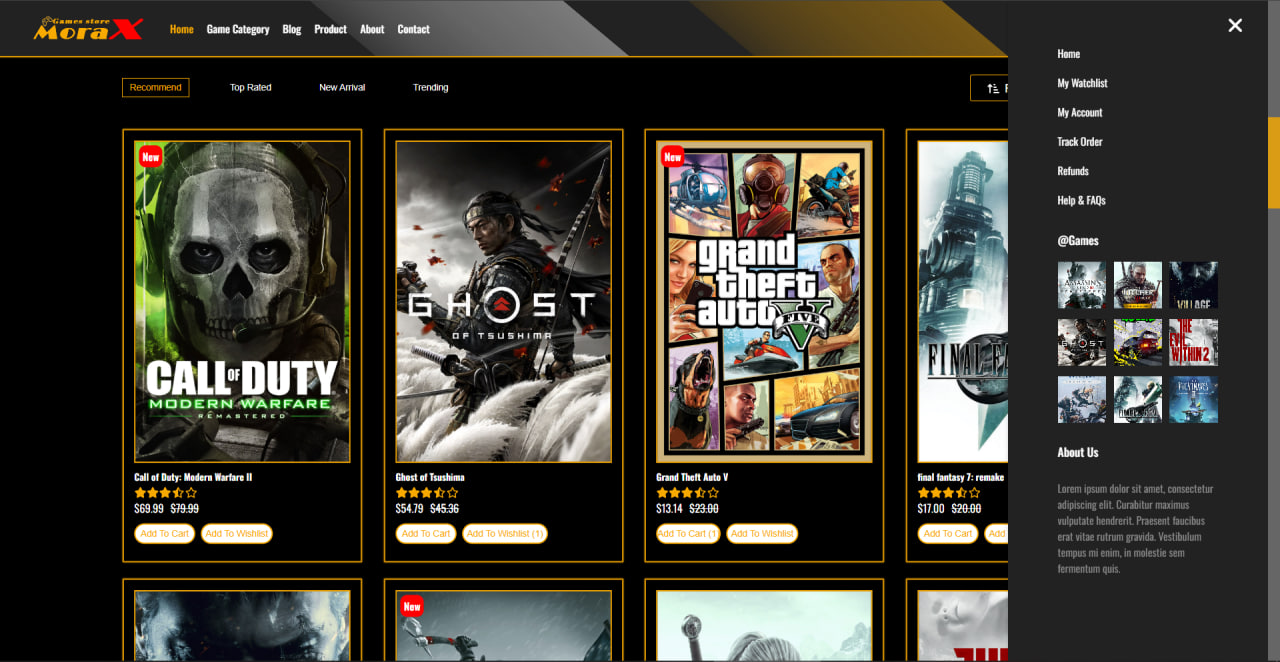 Games store
MoraX
Home Game Category Blog Product About Contact
Recommend Top Rated New Arrival Trending
New
CALL OF DUTY
MODERN WARFARE
REMASTERED
Call of Duty: Modern Warfare II
$69.99 $79.99
Add To Cart Add To Wishlist
GHOST
OF TSUSHIMA
Ghost of Tsushima
$54.79 $45.36
Add To Cart Add To Wishlist (1)
New
grand
theft
auto V
FIVE
Grand Theft Auto V
$13.14 $23.00
Add To Cart (1) Add To Wishlist
FINAL FA
final fantasy 7: remake
$17.00 $20.00
Add To Cart Add
New
Home
My Watchlist
My Account
Track Order
Refunds
Help & FAQs
@Games
ASSASSIN'S
WITCHER
VILLAGE
GHOST
THE
EVIL
WITHIN 2
NIGHTMARES
About Us
Lorem ipsum dolor sit amet, consectetur
adipiscing elit. Curabitur maximus
vulputate hendrerit. Praesent faucibus
erat vitae rutrum gravida. Vestibulum
tempus mi enim, in molestie sem
fermentum quis.